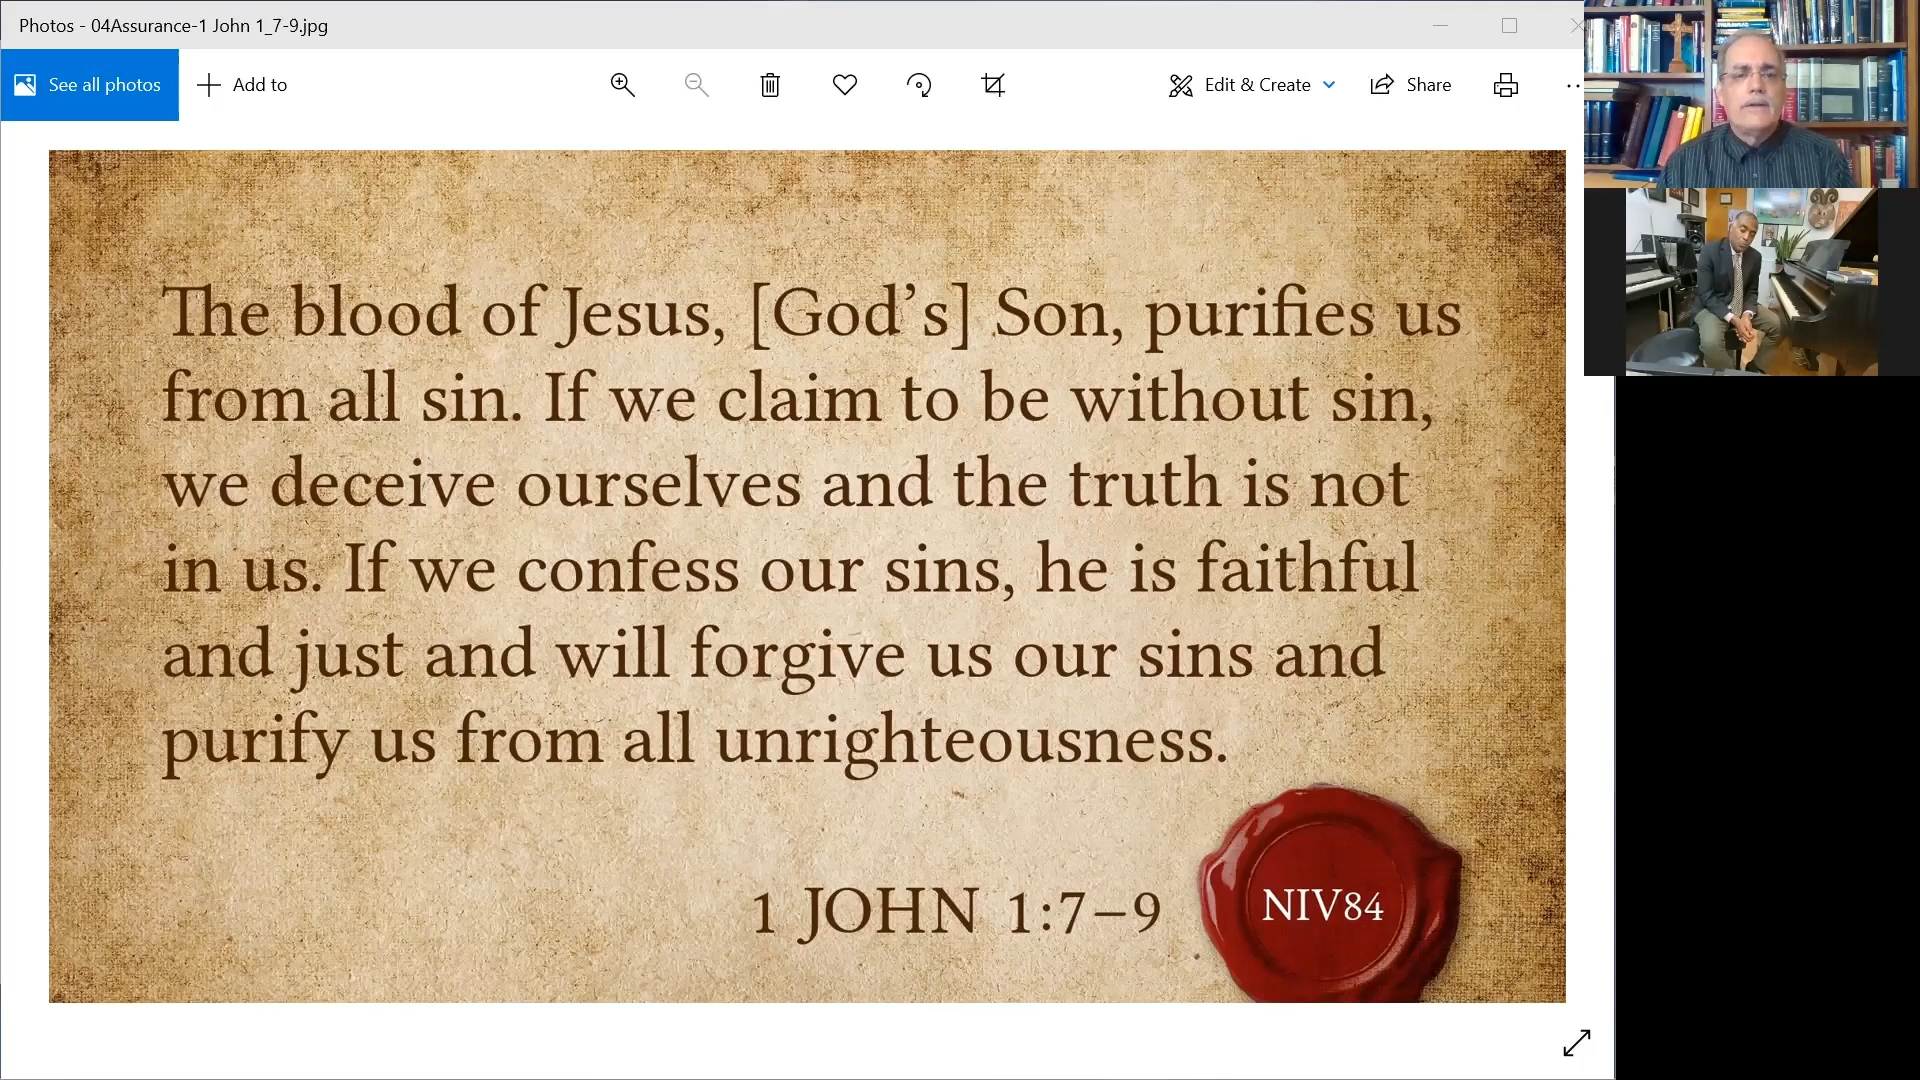 Photos - 04Assurance-1 John 1_7-9.jpg
See all photos
Add to
Edit & Create
Share
The blood of Jesus, [God’s] Son, purifies us
from all sin. If we claim to be without sin,
we deceive ourselves and the truth is not
in us. If we confess our sins, he is faithful
and just and will forgive us our sins and
purify us from all unrighteousness.
1 JOHN 1:7–9
NIV84